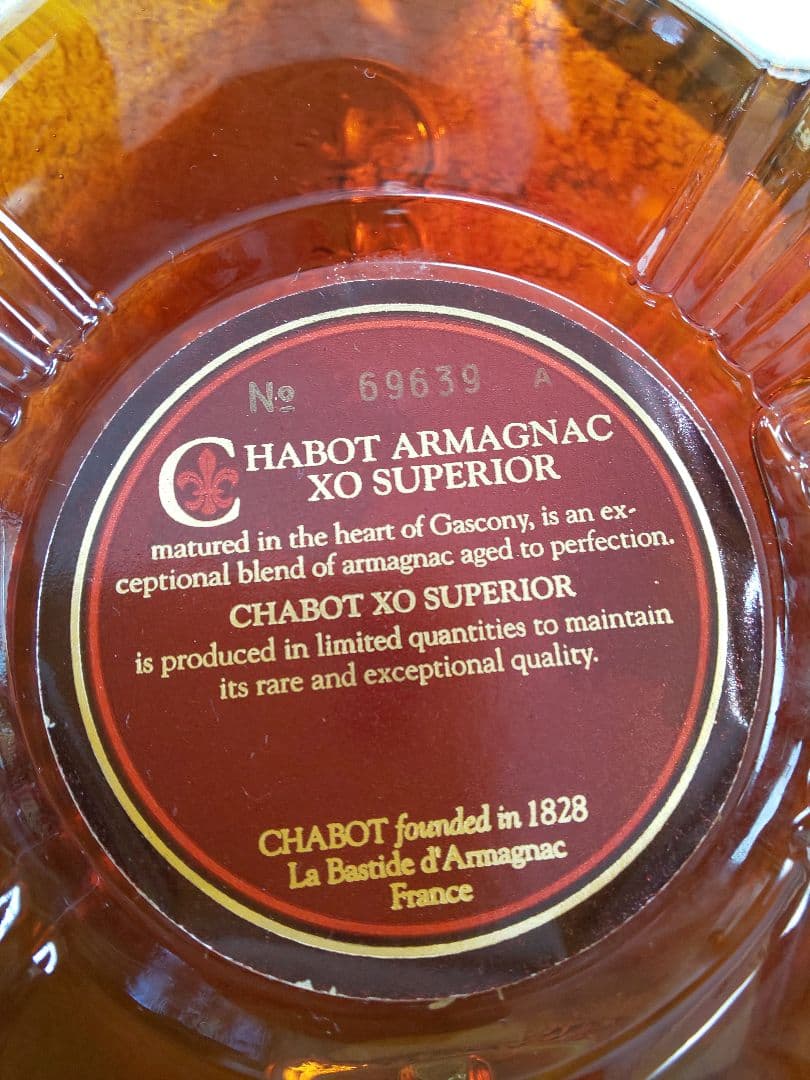 Nº 69639 A
CHABOT ARMAGNAC
XO SUPERIOR
matured in the heart of Gascony, is an ex-
ceptional blend of armagnac aged to perfection.
CHABOT XO SUPERIOR
is produced in limited quantities to maintain
its rare and exceptional quality.
CHABOT founded in 1828
La Bastide d'Armagnac
France